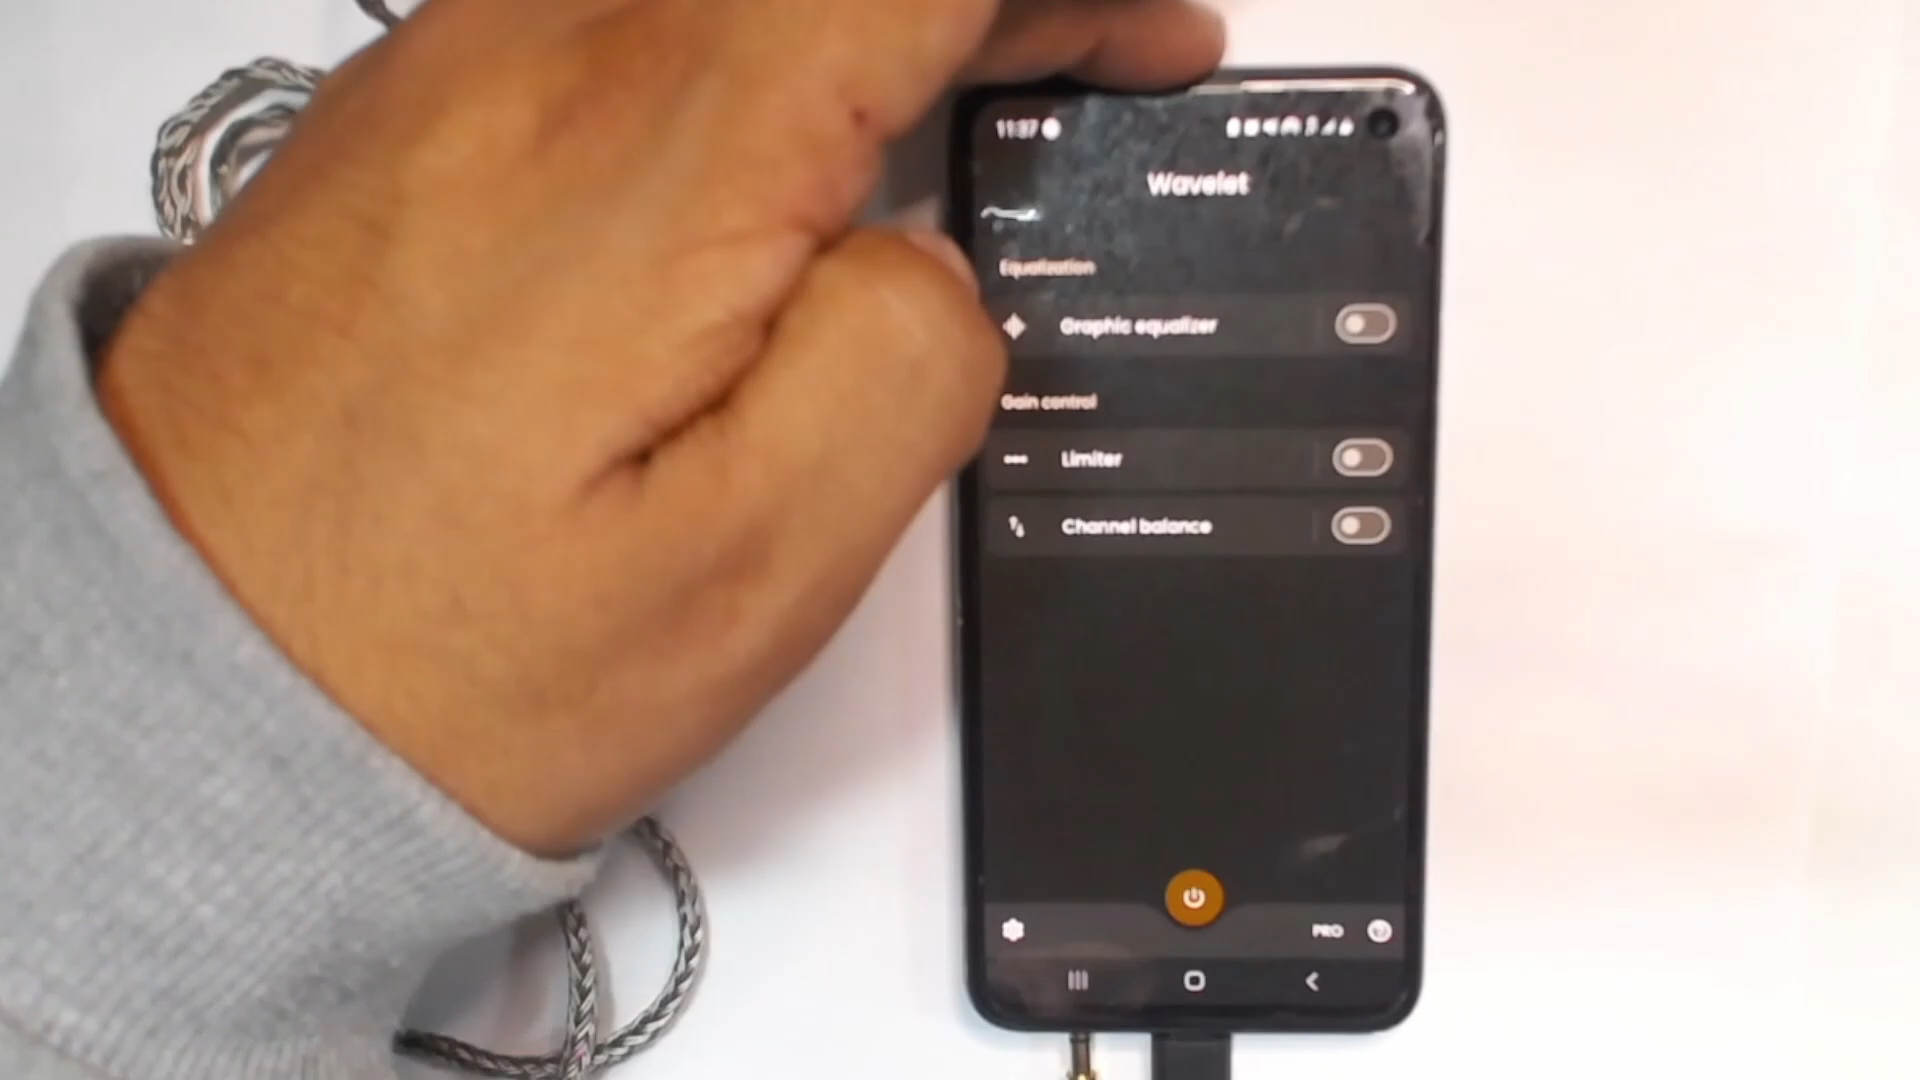 11:37
Wavelet
Equalization
Graphic equalizer
Gain control
Limiter
Channel balance
PRO